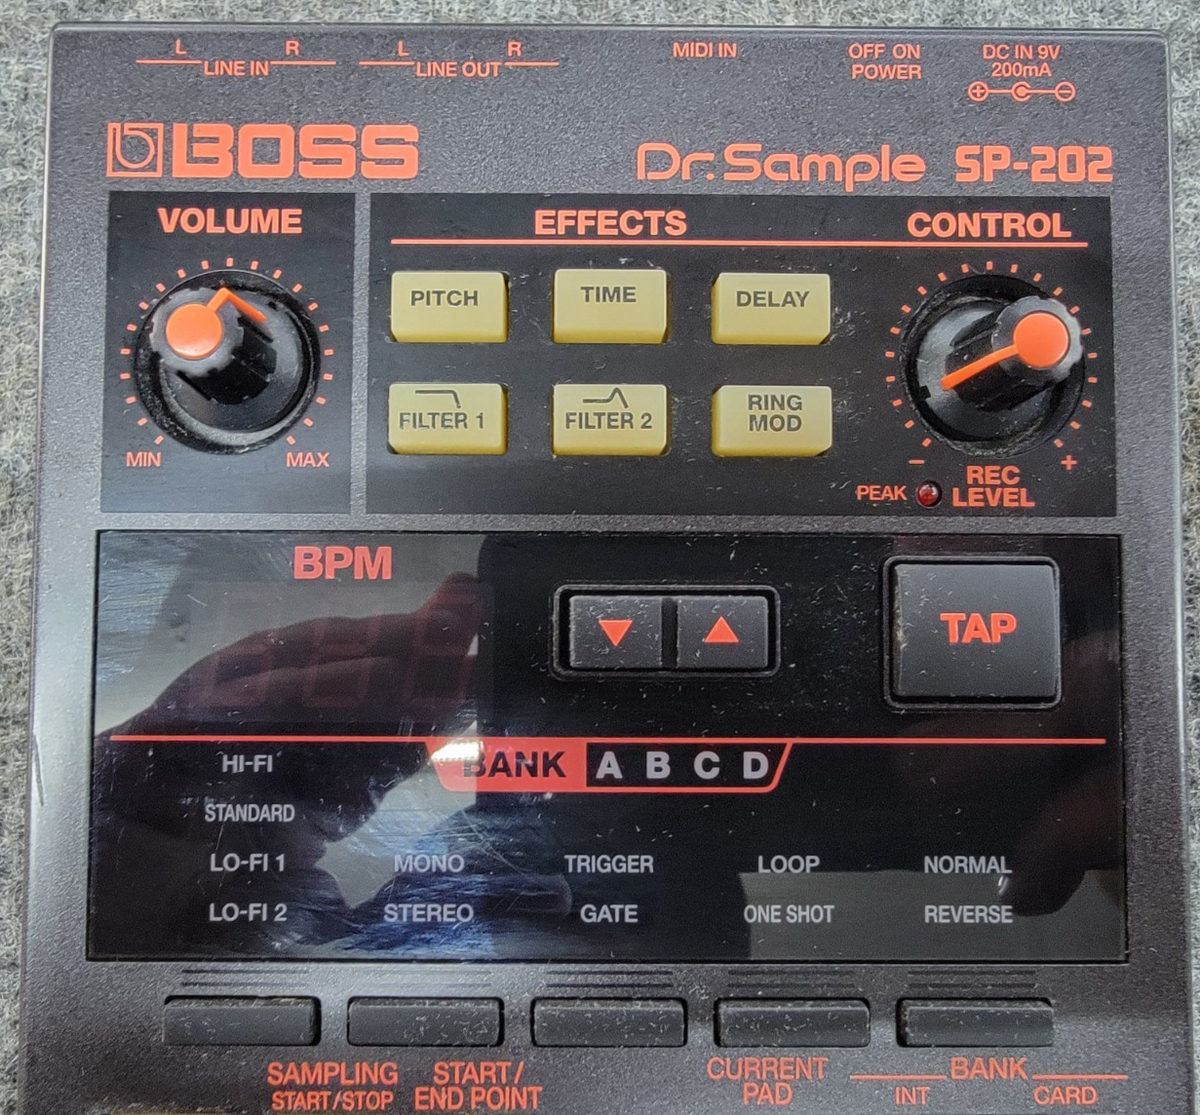 L R L R MIDI IN OFF ON DC IN 9V
LINE IN LINE OUT POWER 200mA
BOSS Dr. Sample SP-202
VOLUME EFFECTS CONTROL
PITCH TIME DELAY
FILTER 1 FILTER 2 RING MOD
MIN MAX - +
PEAK REC LEVEL
BPM
TAP
BANK A B C D
HI-FI
STANDARD
LO-FI 1 MONO TRIGGER LOOP NORMAL
LO-FI 2 STEREO GATE ONE SHOT REVERSE
SAMPLING START/ CURRENT BANK
START/STOP END POINT PAD INT CARD